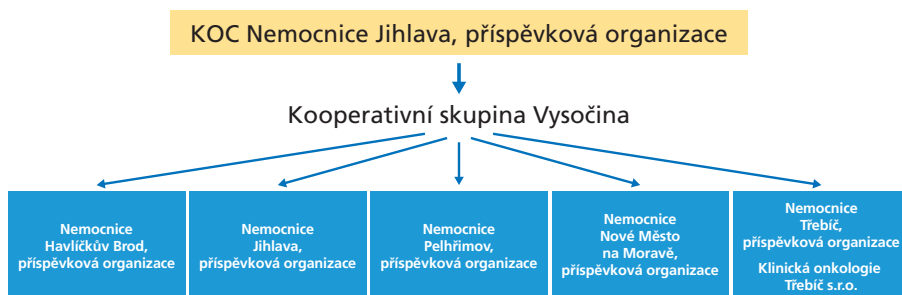 KOC Nemocnice Jihlava, příspěvková organizace
Kooperativní skupina Vysočina
Nemocnice
Havlíčkův Brod,
příspěvková organizace
Nemocnice
Jihlava,
příspěvková organizace
Nemocnice
Pelhřimov,
příspěvková organizace
Nemocnice
Nové Město
na Moravě,
příspěvková organizace
Nemocnice
Třebíč,
příspěvková organizace
Klinická onkologie
Třebíč s.r.o.